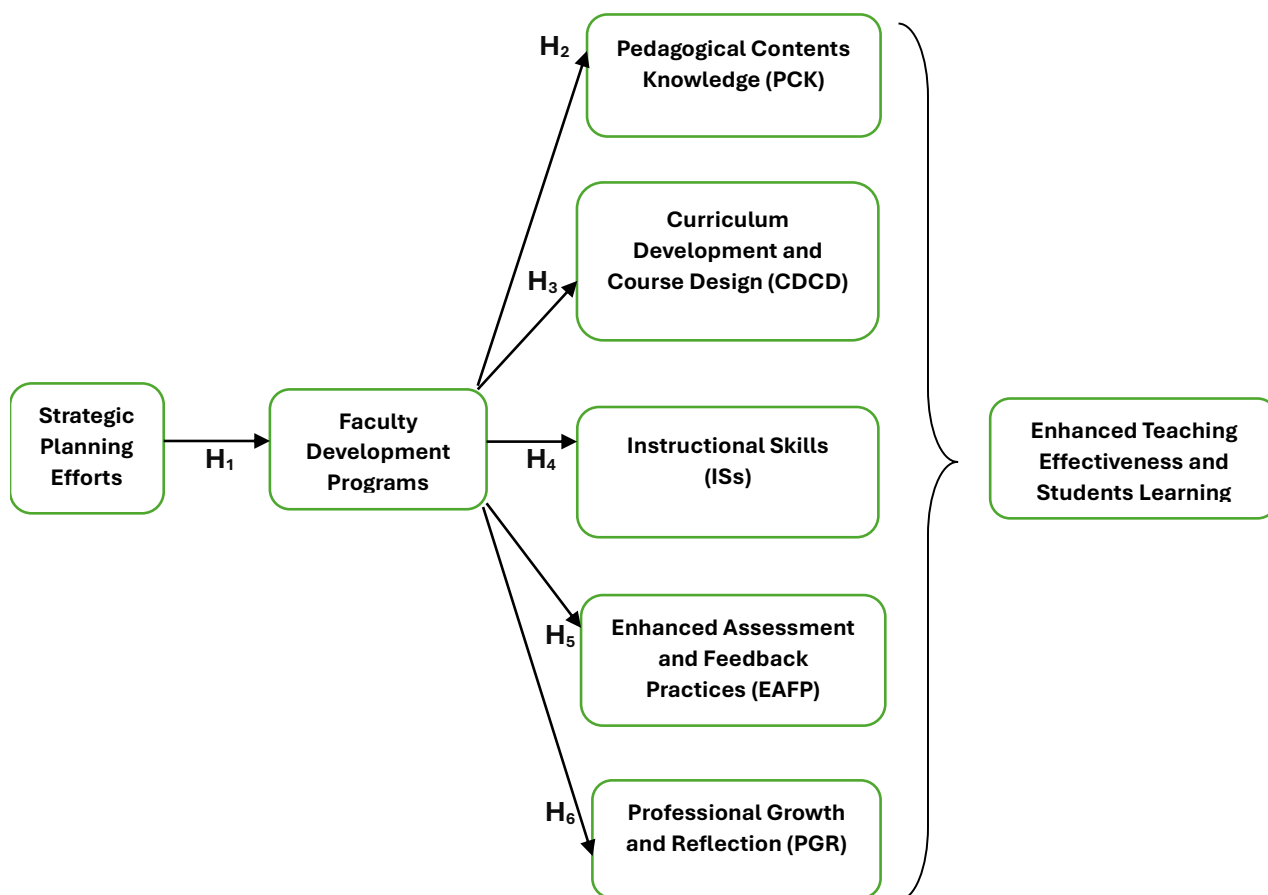 H₂
Pedagogical Contents
Knowledge (PCK)
Curriculum
Development and
Course Design (CDCD)
H₃
Strategic
Planning
Efforts
H₁
Faculty
Development
Programs
H₄
Instructional Skills
(ISs)
Enhanced Teaching
Effectiveness and
Students Learning
H₅
Enhanced Assessment
and Feedback
Practices (EAFP)
H₆
Professional Growth
and Reflection (PGR)